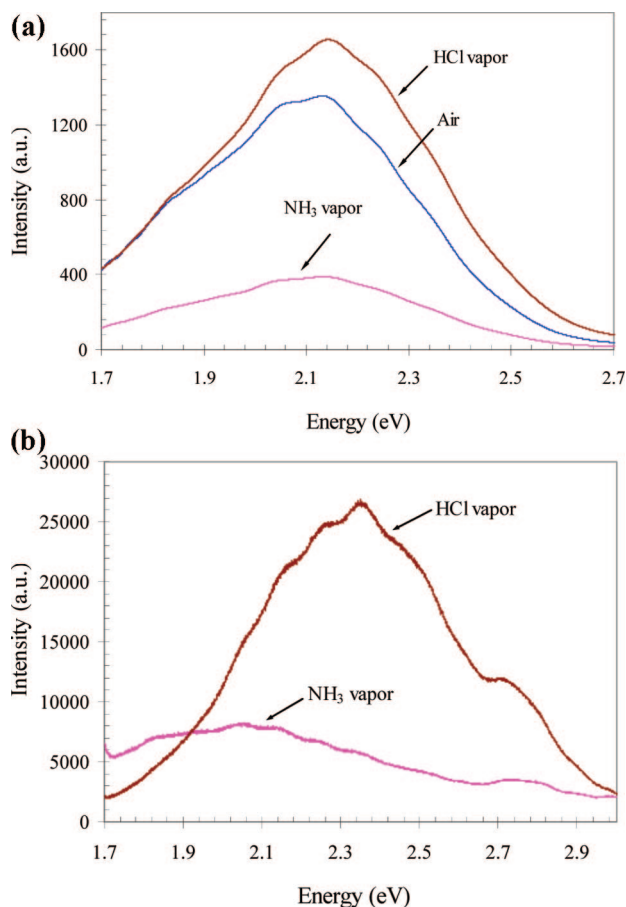 (a)
1600
1200
800
400
0
Intensity (a.u.)
HCl vapor
Air
NH₃ vapor
1.7 1.9 2.1 2.3 2.5 2.7
Energy (eV)
(b)
30000
25000
20000
15000
10000
5000
0
Intensity (a.u.)
HCl vapor
NH₃ vapor
1.7 1.9 2.1 2.3 2.5 2.7 2.9
Energy (eV)